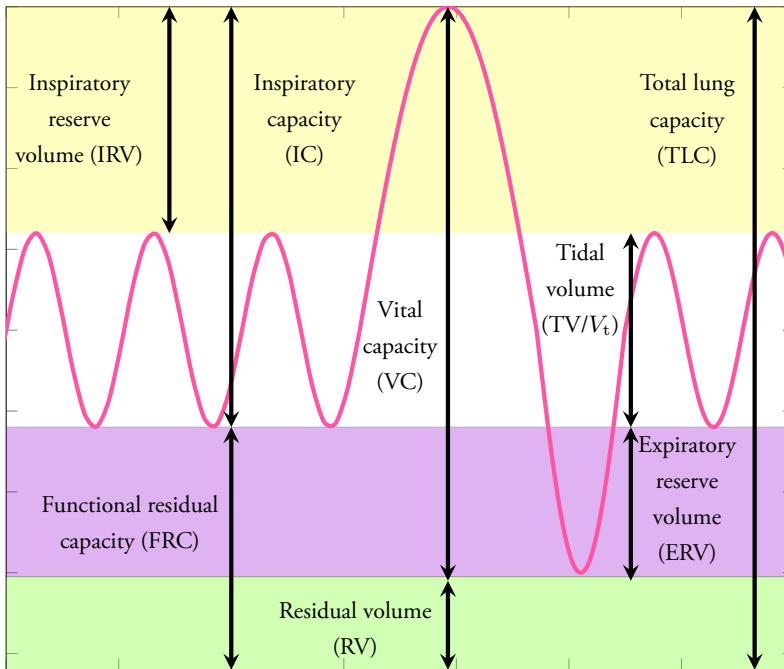 Inspiratory
reserve
volume (IRV)
Inspiratory
capacity
(IC)
Total lung
capacity
(TLC)
Tidal
volume
(TV/Vt)
Vital
capacity
(VC)
Expiratory
reserve
volume
(ERV)
Functional residual
capacity (FRC)
Residual volume
(RV)